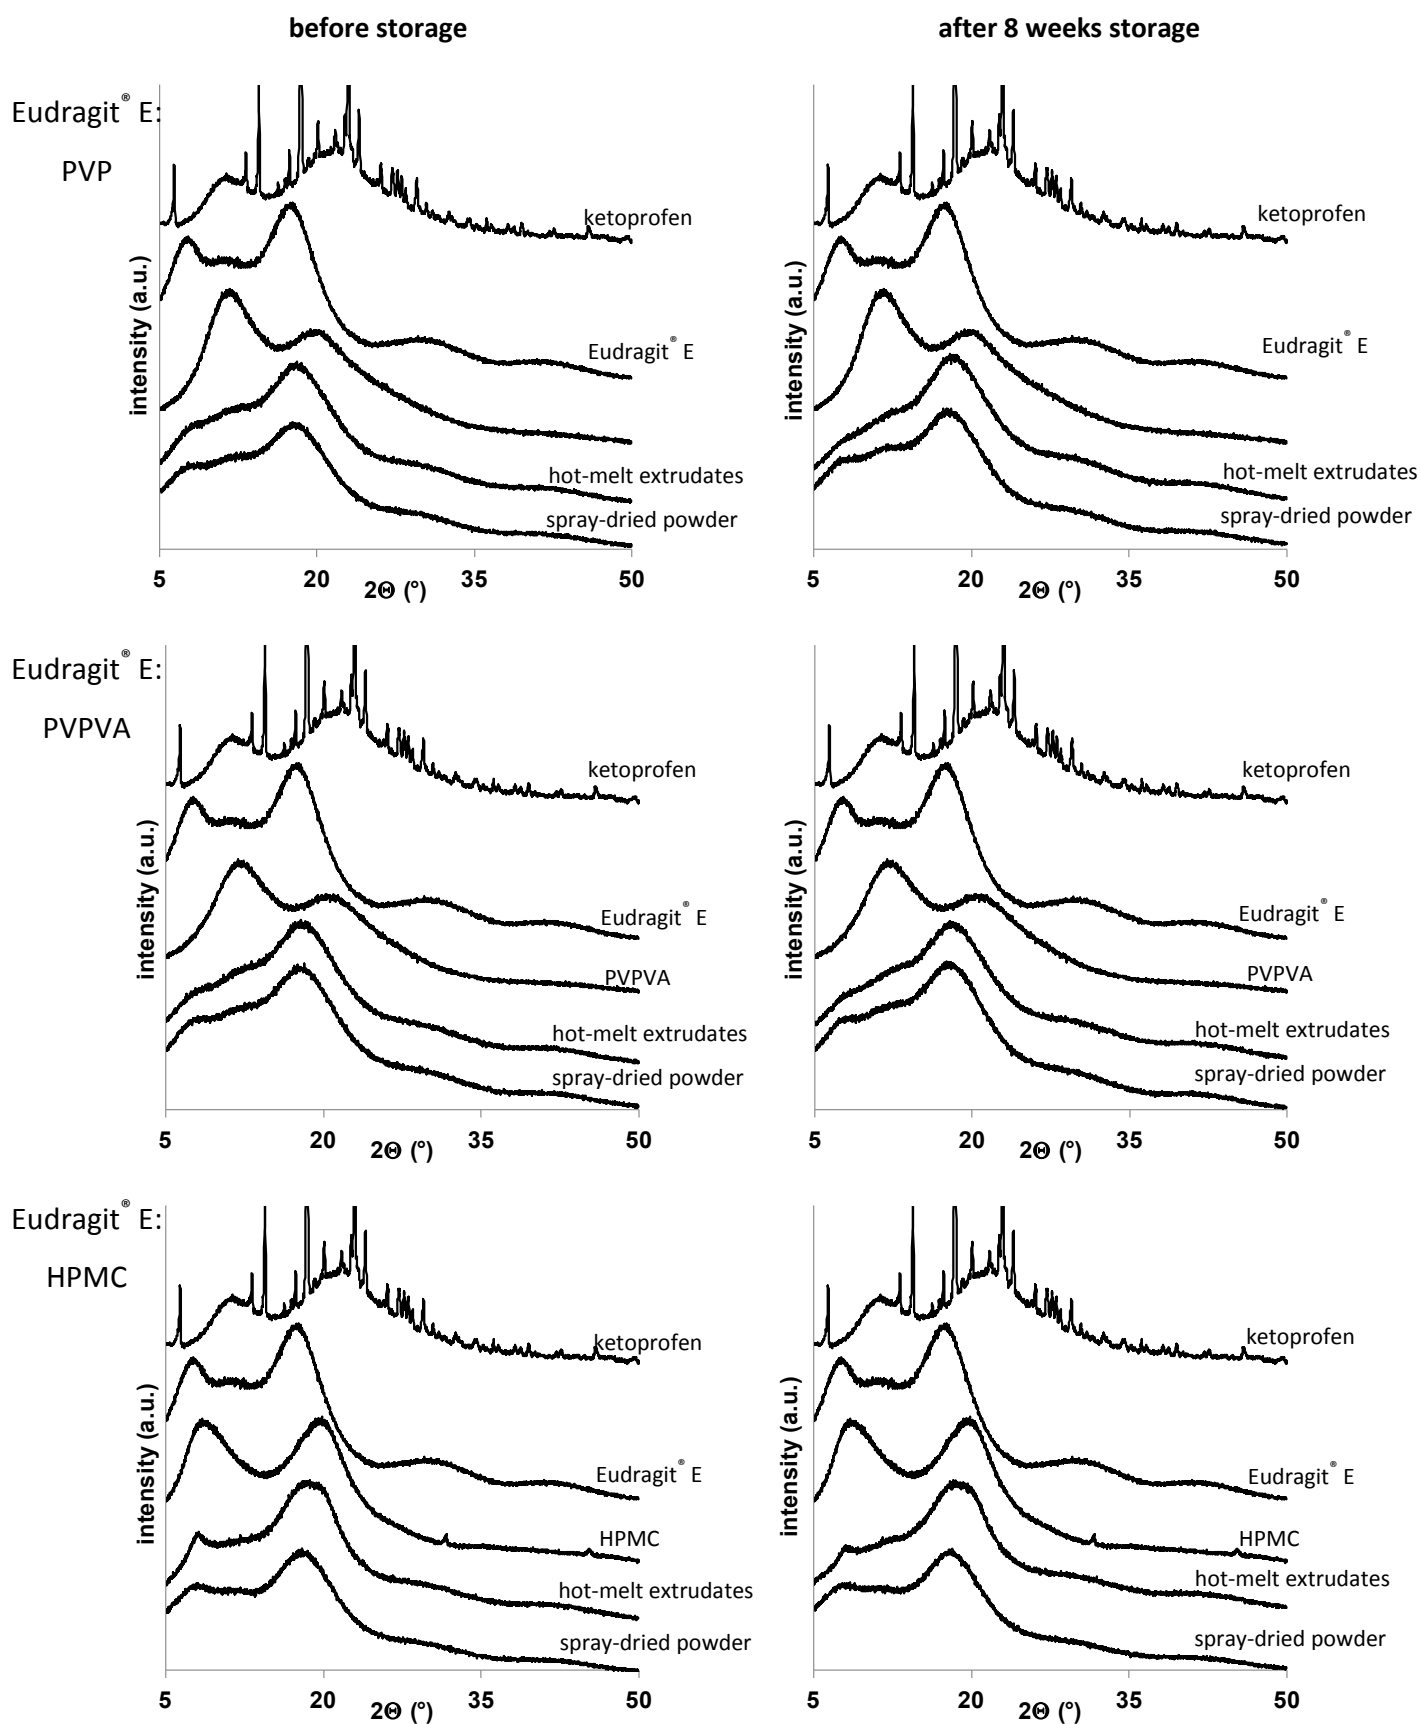 before storage
after 8 weeks storage
Eudragit® E:
PVP
intensity (a.u.)
ketoprofen
Eudragit® E
hot-melt extrudates
spray-dried powder
5 20 35 50
2Θ (°)
intensity (a.u.)
ketoprofen
Eudragit® E
hot-melt extrudates
spray-dried powder
5 20 35 50
2Θ (°)
Eudragit® E:
PVPVA
intensity (a.u.)
ketoprofen
Eudragit® E
PVPVA
hot-melt extrudates
spray-dried powder
5 20 35 50
2Θ (°)
intensity (a.u.)
ketoprofen
Eudragit® E
PVPVA
hot-melt extrudates
spray-dried powder
5 20 35 50
2Θ (°)
Eudragit® E:
HPMC
intensity (a.u.)
ketoprofen
Eudragit® E
HPMC
hot-melt extrudates
spray-dried powder
5 20 35 50
2Θ (°)
intensity (a.u.)
ketoprofen
Eudragit® E
HPMC
hot-melt extrudates
spray-dried powder
5 20 35 50
2Θ (°)